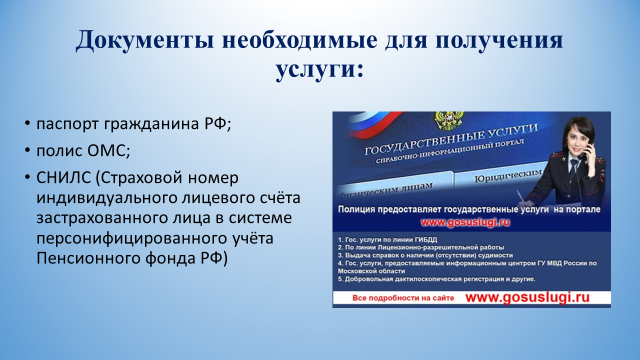 Документы необходимые для получения
услуги:
• паспорт гражданина РФ;
• полис ОМС;
• СНИЛС (Страховой номер
индивидуального лицевого счёта
застрахованного лица в системе
персонифицированного учёта
Пенсионного фонда РФ)
ГОСУДАРСТВЕННЫЕ УСЛУГИ
СПРАВОЧНО-ИНФОРМАЦИОННЫЙ ПОРТАЛ
лицам
Юридическим
Полиция предоставляет государственные услуги на портале
www.gosuslugi.ru
1. Гос. услуги по линии ГИБДД
2. По линии Лицензионно-разрешительной работы
3. Выдача справок о наличии (отсутствии) судимости
4. Гос. услуги, предоставляемые информационным центром ГУ МВД России по
Московской области
5. Добровольная дактилоскопическая регистрация и другие.
Все подробности на сайте www.gosuslugi.ru